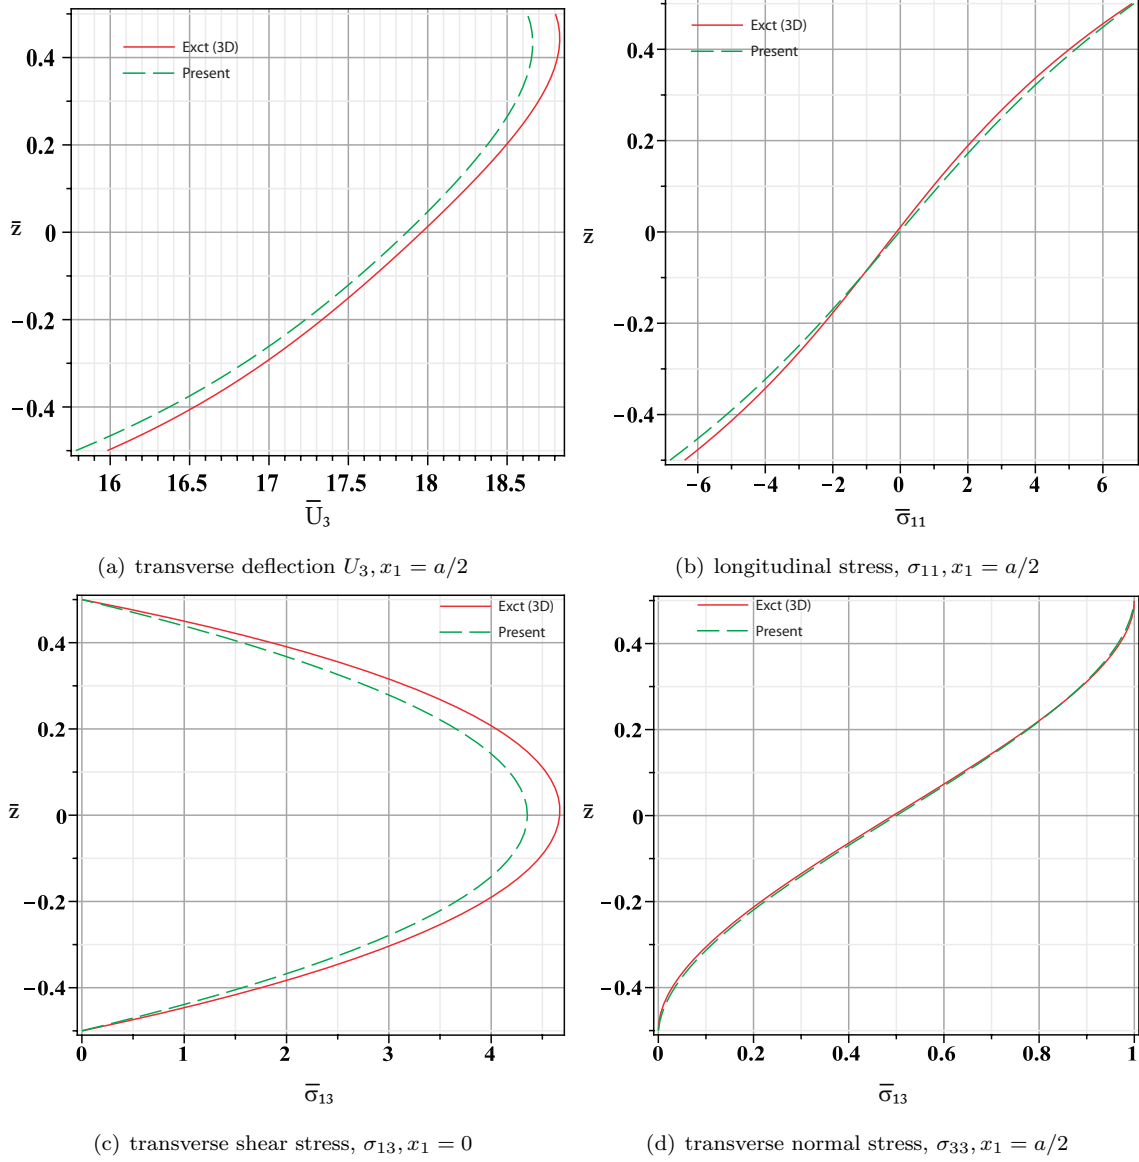 Exct (3D)
Present
0.4
0.2
0
−0.2
−0.4
z̄
16 16.5 17 17.5 18 18.5
U̅₃
(a) transverse deflection U₃, x₁ = a/2
Exct (3D)
Present
0.4
0.2
0
−0.2
−0.4
z̄
−6 −4 −2 0 2 4 6
σ̅₁₁
(b) longitudinal stress, σ₁₁, x₁ = a/2
Exct (3D)
Present
0.4
0.2
0
−0.2
−0.4
z̄
0 1 2 3 4
σ̅₁₃
(c) transverse shear stress, σ₁₃, x₁ = 0
Exct (3D)
Present
0.4
0.2
0
−0.2
−0.4
z̄
0 0.2 0.4 0.6 0.8 1
σ̅₁₃
(d) transverse normal stress, σ₃₃, x₁ = a/2